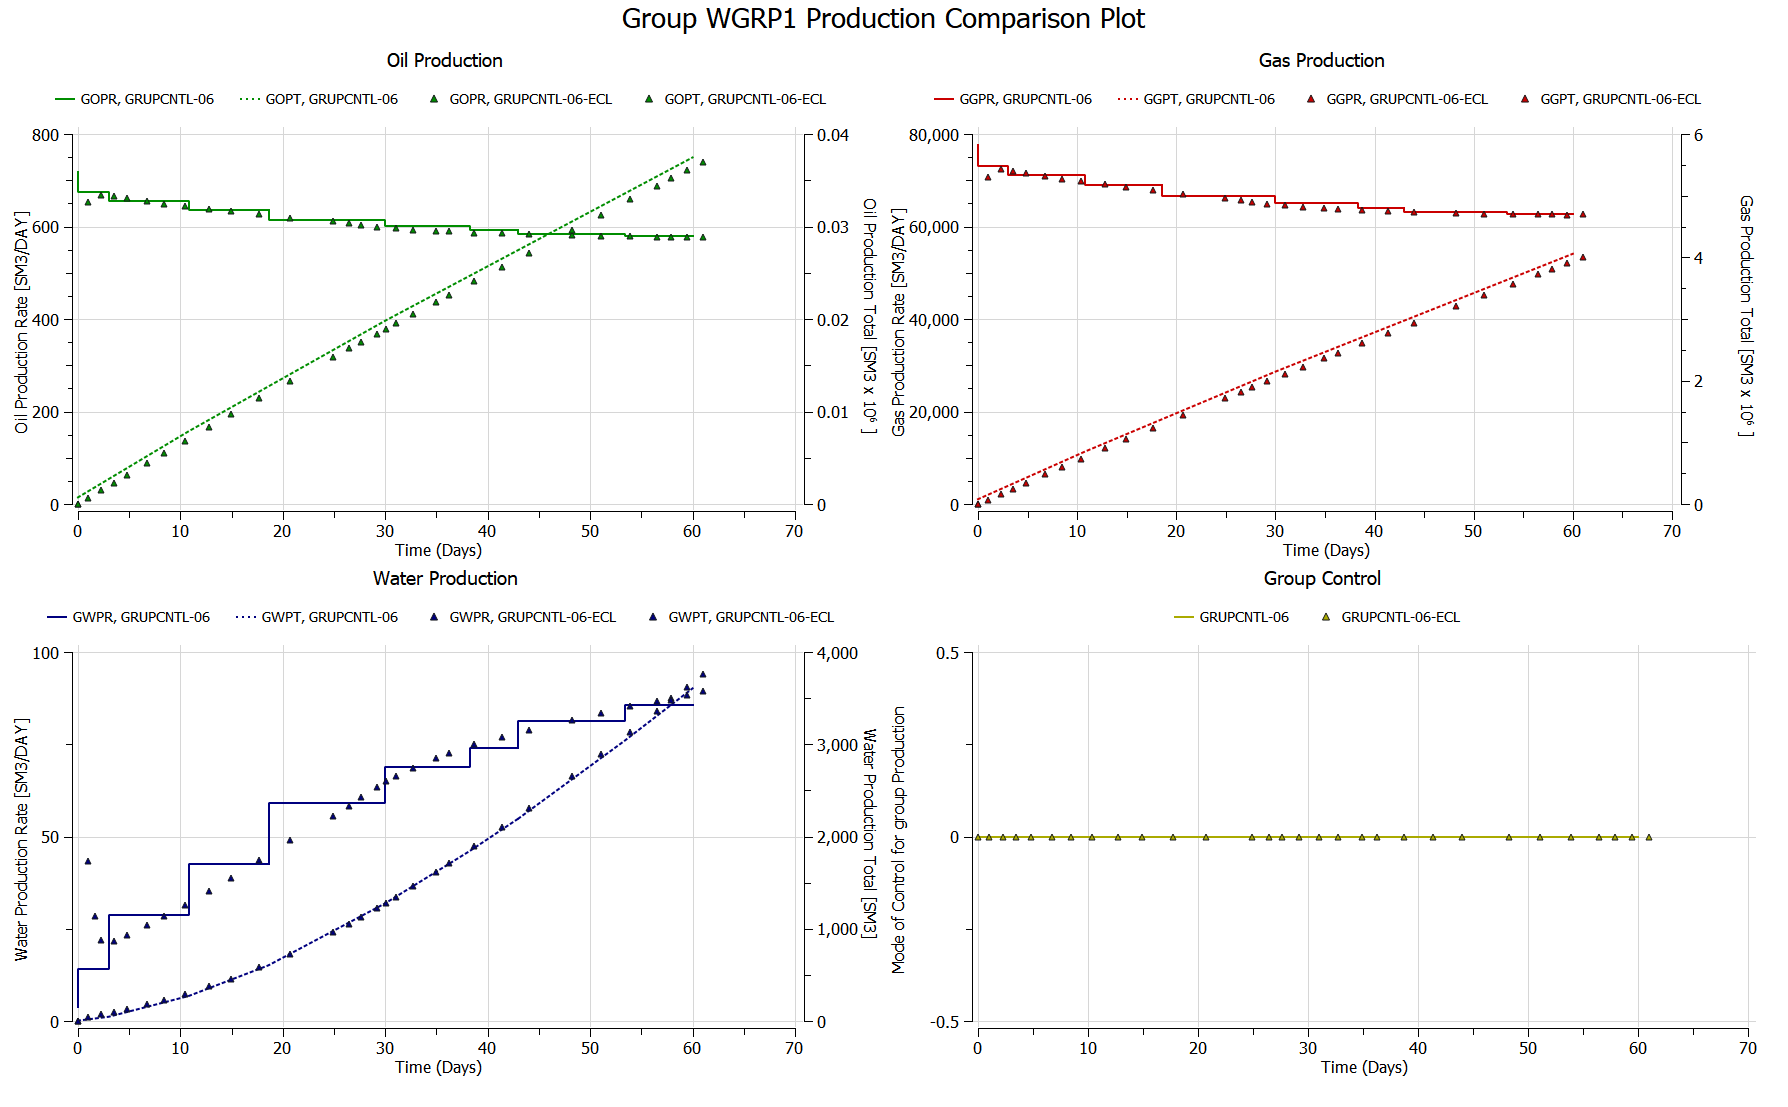 Group WGRP1 Production Comparison Plot
Oil Production
GOPR, GRUPCNTL-06 GOPT, GRUPCNTL-06 GOPR, GRUPCNTL-06-ECL GOPT, GRUPCNTL-06-ECL
800
600
400
200
0
Oil Production Rate [SM3/DAY]
0.04
0.03
0.02
0.01
0
Oil Production Total [SM3 x 10⁶ ]
0 10 20 30 40 50 60 70
Time (Days)
Gas Production
GGPR, GRUPCNTL-06 GGPT, GRUPCNTL-06 GGPR, GRUPCNTL-06-ECL GGPT, GRUPCNTL-06-ECL
80,000
60,000
40,000
20,000
0
Gas Production Rate [SM3/DAY]
6
4
2
0
Gas Production Total [SM3 x 10⁶ ]
0 10 20 30 40 50 60 70
Time (Days)
Water Production
GWPR, GRUPCNTL-06 GWPT, GRUPCNTL-06 GWPR, GRUPCNTL-06-ECL GWPT, GRUPCNTL-06-ECL
100
50
0
Water Production Rate [SM3/DAY]
4,000
3,000
2,000
1,000
0
Water Production Total [SM3]
0 10 20 30 40 50 60 70
Time (Days)
Group Control
GRUPCNTL-06 GRUPCNTL-06-ECL
0.5
0
-0.5
Mode of Control for group Production
0 10 20 30 40 50 60 70
Time (Days)